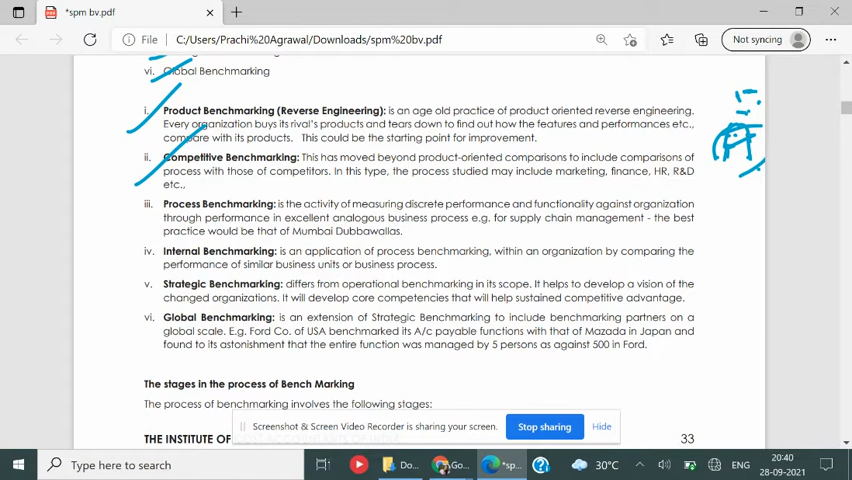 *spm bv.pdf
File
C:/Users/Prachi%20Agrawal/Downloads/spm%20bv.pdf
Not syncing
vi. Global Benchmarking
i. Product Benchmarking (Reverse Engineering): is an age old practice of product oriented reverse engineering.
Every organization buys its rival's products and tears down to find out how the features and performances etc.,
compare with its products. This could be the starting point for improvement.
ii. Competitive Benchmarking: This has moved beyond product-oriented comparisons to include comparisons of
process with those of competitors. In this type, the process studied may include marketing, finance, HR, R&D
etc.,
iii. Process Benchmarking: is the activity of measuring discrete performance and functionality against organization
through performance in excellent analogous business process e.g. for supply chain management - the best
practice would be that of Mumbai Dubbawallas.
iv. Internal Benchmarking: is an application of process benchmarking, within an organization by comparing the
performance of similar business units or business process.
v. Strategic Benchmarking: differs from operational benchmarking in its scope. It helps to develop a vision of the
changed organizations. It will develop core competencies that will help sustained competitive advantage.
vi. Global Benchmarking: is an extension of Strategic Benchmarking to include benchmarking partners on a
global scale. E.g. Ford Co. of USA benchmarked its A/c payable functions with that of Mazada in Japan and
found to its astonishment that the entire function was managed by 5 persons as against 500 in Ford.
The stages in the process of Bench Marking
The process of benchmarking involves the following stages:
Screenshot & Screen Video Recorder is sharing your screen.
Stop sharing
Hide
THE INSTITUTE OF
33
Type here to search
Do...
Go...
*sp...
30°C
ENG
20:40
28-09-2021